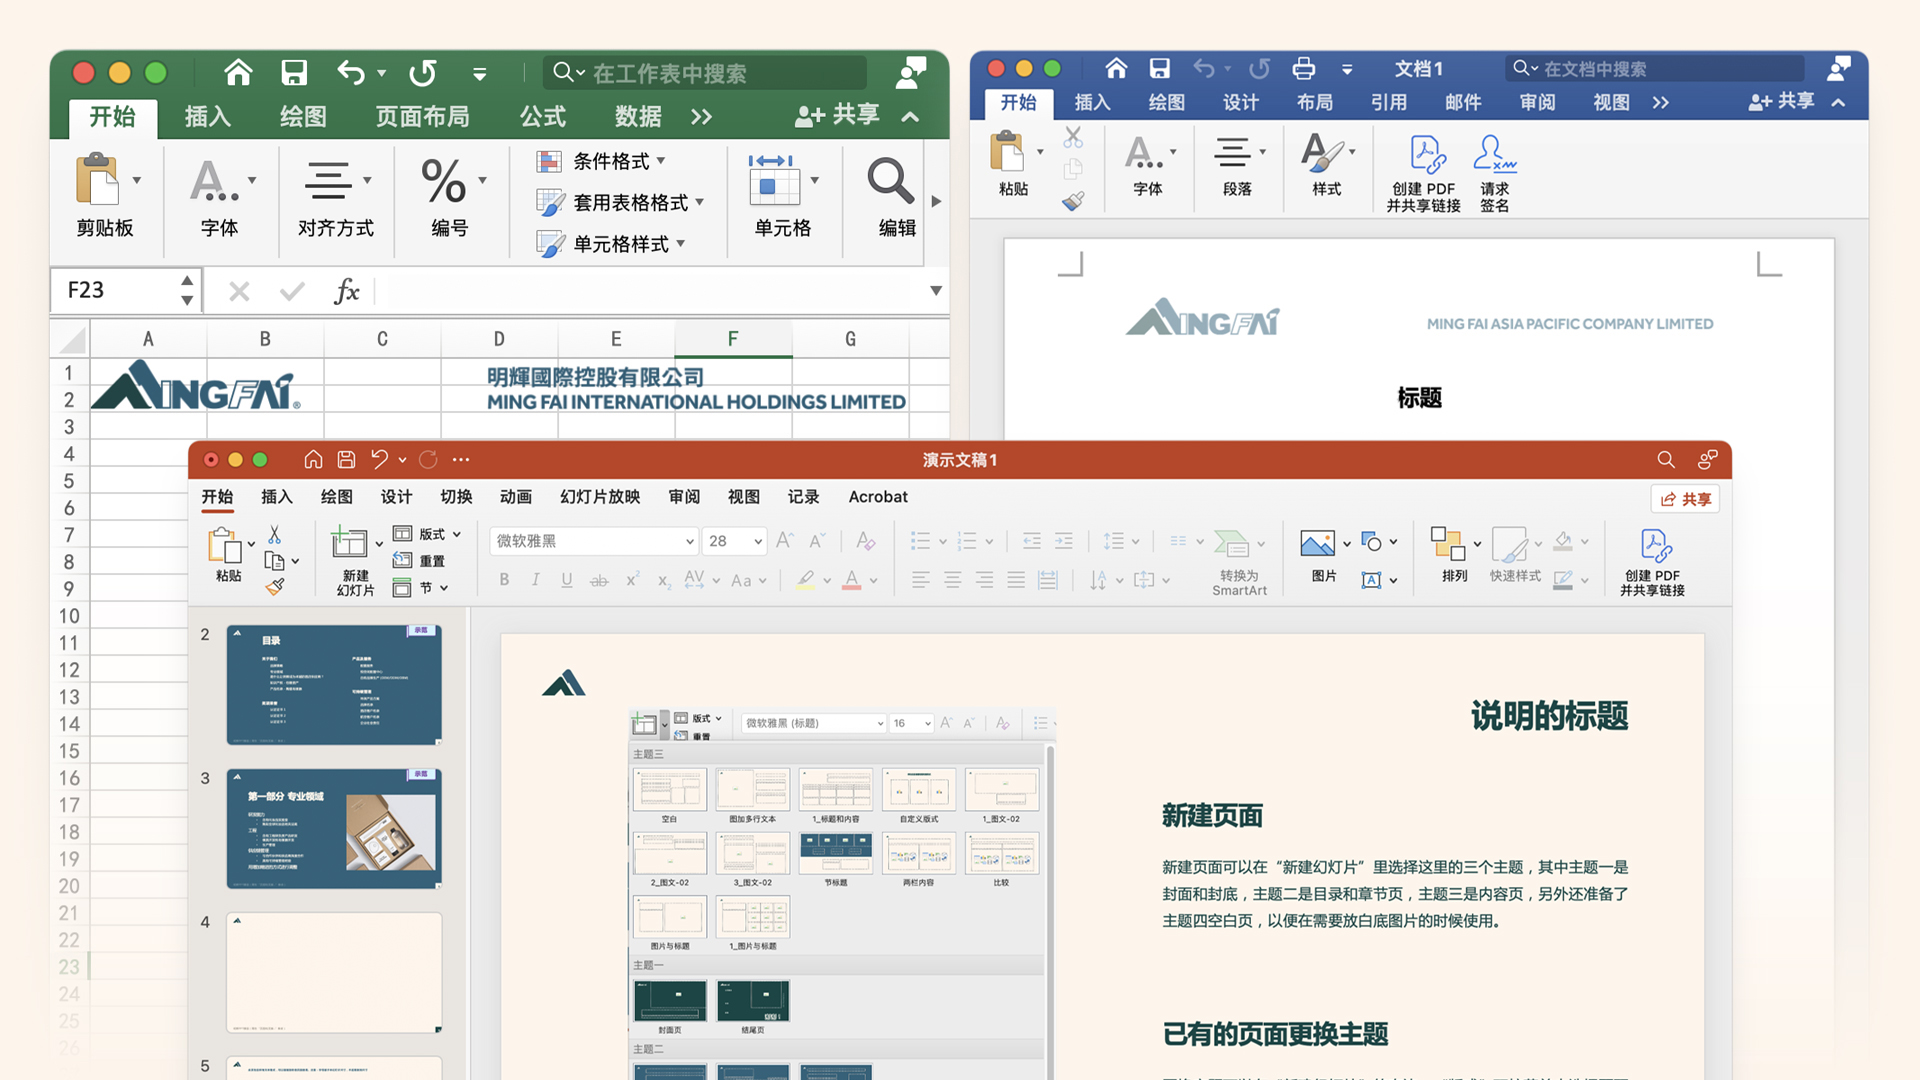 在工作表中搜索
开始 插入 绘图 页面布局 公式 数据 共享
剪贴板 字体 对齐方式 % 编号
条件格式
套用表格格式
单元格样式
单元格 编辑
F23 fx
A B C D E F G
1
2
3
4
5
6
7
8
9
10
11
12
13
14
15
16
17
18
19
20
21
22
23
24
25
26
MINGFAI®
明輝國際控股有限公司
MING FAI INTERNATIONAL HOLDINGS LIMITED
文档1 在文档中搜索
开始 插入 绘图 设计 布局 引用 邮件 审阅 视图 共享
粘贴 字体 段落 样式
创建 PDF
并共享链接
请求
签名
MINGFAI
MING FAI ASIA PACIFIC COMPANY LIMITED
标题
演示文稿1
开始 插入 绘图 设计 切换 动画 幻灯片放映 审阅 视图 记录 Acrobat 共享
粘贴
新建
幻灯片
版式
重置
节
微软雅黑 28
转换为
SmartArt
图片 排列 快速样式
创建 PDF
并共享链接
2
目录
示范
3
第一部分 专业领域
示范
4
5
版式
重置
微软雅黑 (标题) 16
主题三
空白 图加多行文本 1_标题和内容 自定义版式 1_图文-02
2_图文-02 3_图文-02 节标题 两栏内容 比较
图片与标题 1_图片与标题
主题一
封面页 结尾页
主题二
说明的标题
新建页面
新建页面可以在“新建幻灯片”里选择这里的三个主题，其中主题一是
封面和封底，主题二是目录和章节页，主题三是内容页，另外还准备了
主题四空白页，以便在需要放白底图片的时候使用。
已有的页面更换主题